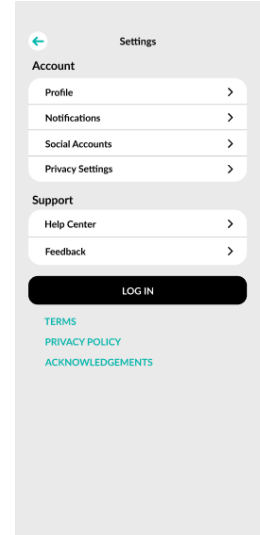 Settings
Account
Profile
Notifications
Social Accounts
Privacy Settings
Support
Help Center
Feedback
LOG IN
TERMS
PRIVACY POLICY
ACKNOWLEDGEMENTS